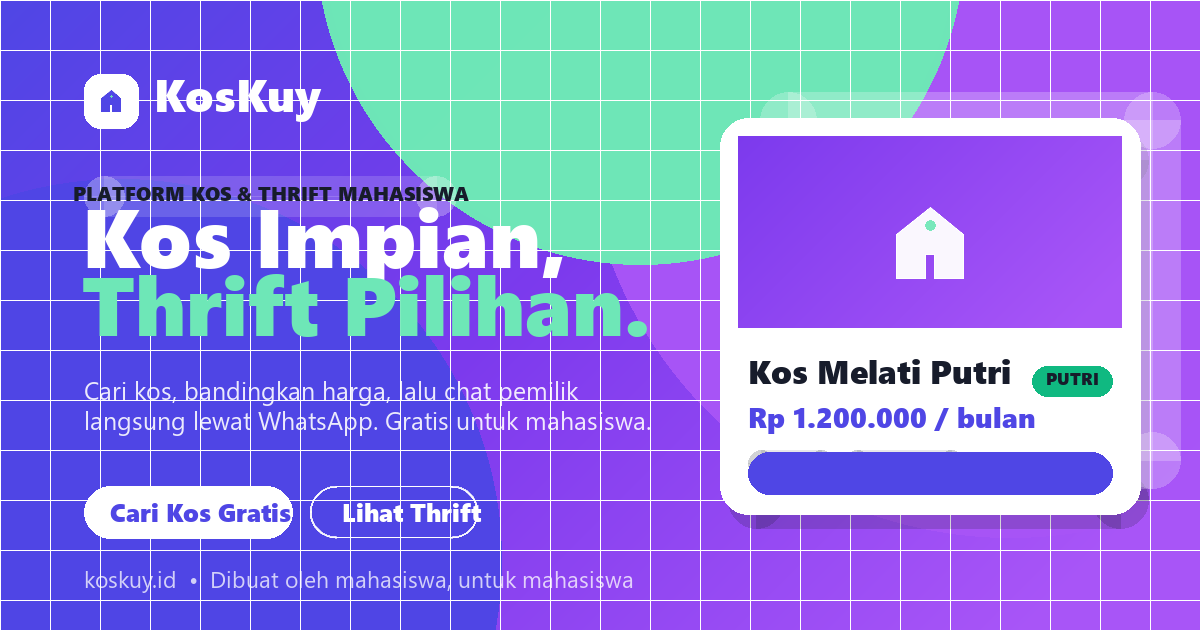 KosKuy
PLATFORM KOS & THRIFT MAHASISWA
Kos Impian,
Thrift Pilihan.
Cari kos, bandingkan harga, lalu chat pemilik
langsung lewat WhatsApp. Gratis untuk mahasiswa.
Cari Kos Gratis
Lihat Thrift
koskuy.id • Dibuat oleh mahasiswa, untuk mahasiswa
Kos Melati Putri
PUTRI
Rp 1.200.000 / bulan